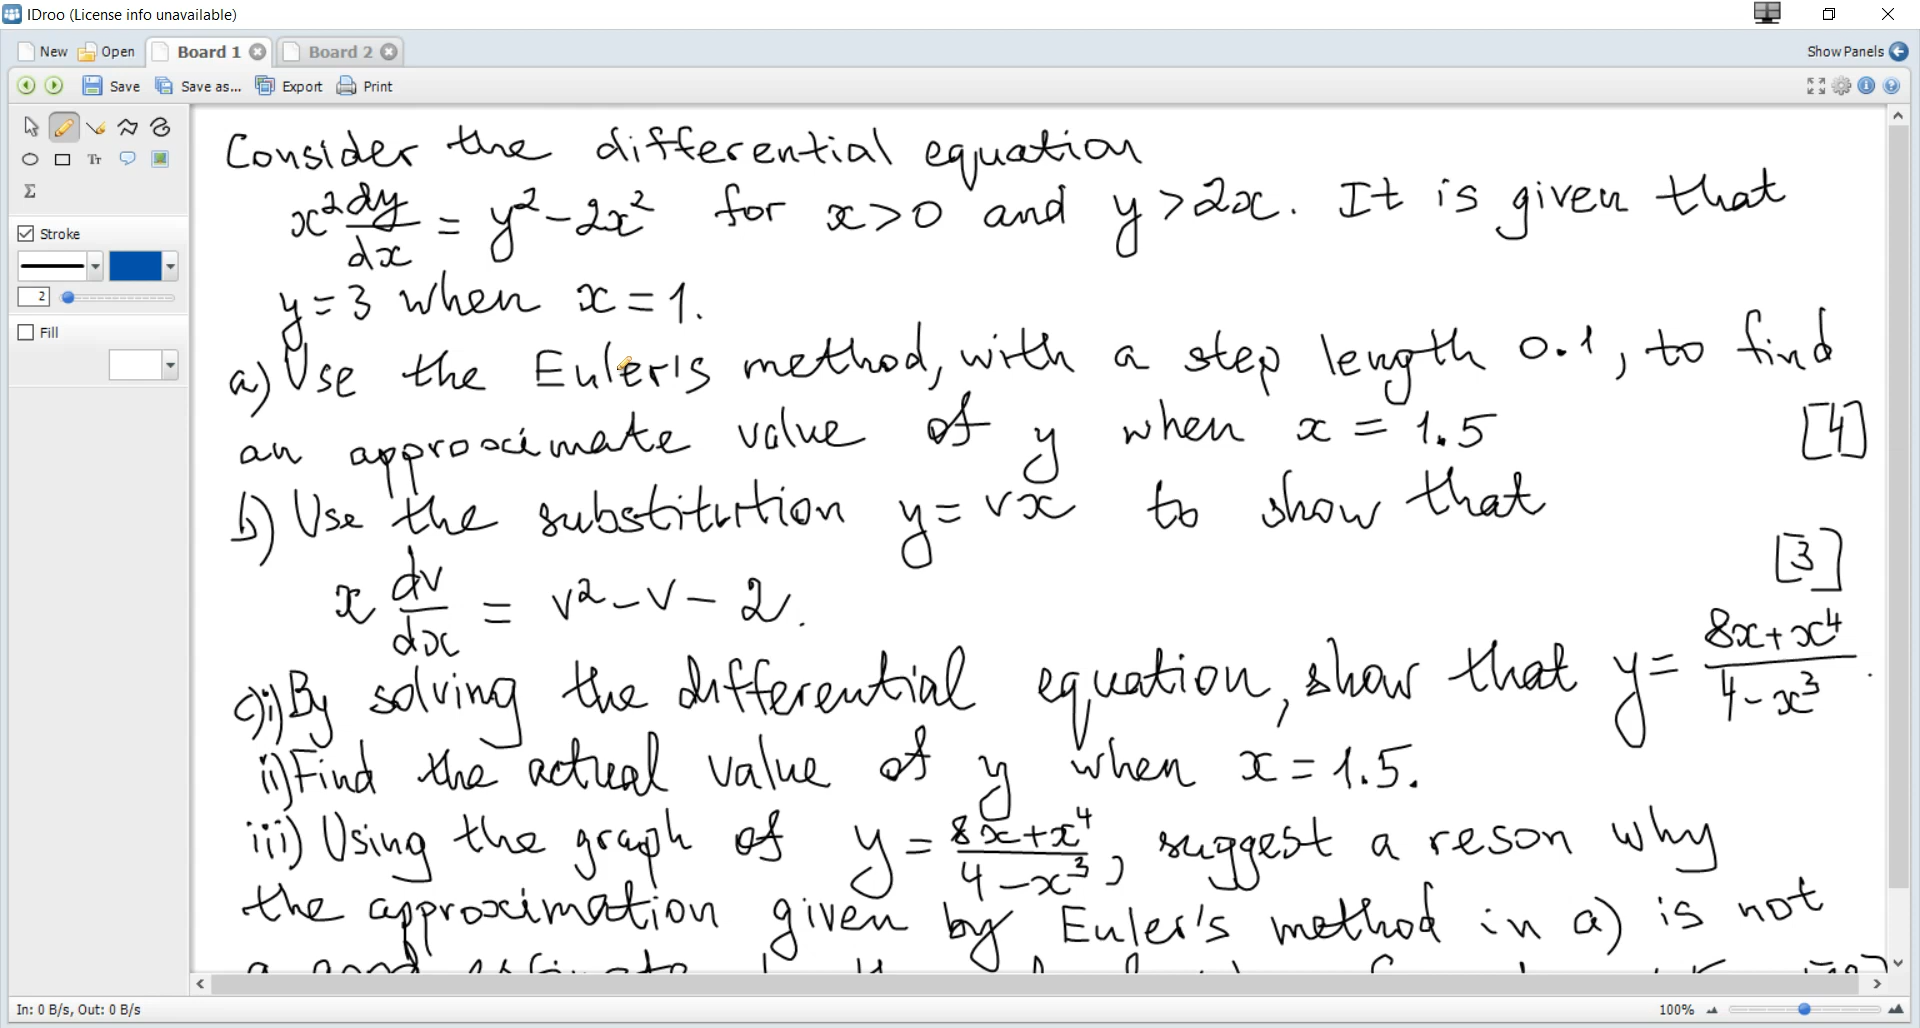 IDroo (License info unavailable)
New Open Board 1 Board 2 Show Panels
Save Save as... Export Print
Tt
Σ
Stroke
2
Fill
Consider the differential equation
x² dy/dx = y² - 2x² for x > 0 and y > 2x. It is given that
y = 3 when x = 1.
a) Use the Euler's method, with a step length 0.1, to find
an approximate value of y when x = 1.5 [4]
b) Use the substitution y = vx to show that
x dv/dx = v² - v - 2. [3]
c)i) By solving the differential equation, show that y = (8x + x⁴)/(4 - x³).
ii) Find the actual value of y when x = 1.5.
iii) Using the graph of y = (8x + x⁴)/(4 - x³), suggest a reson why
the approximation given by Euler's method in a) is not
In: 0 B/s, Out: 0 B/s 100%